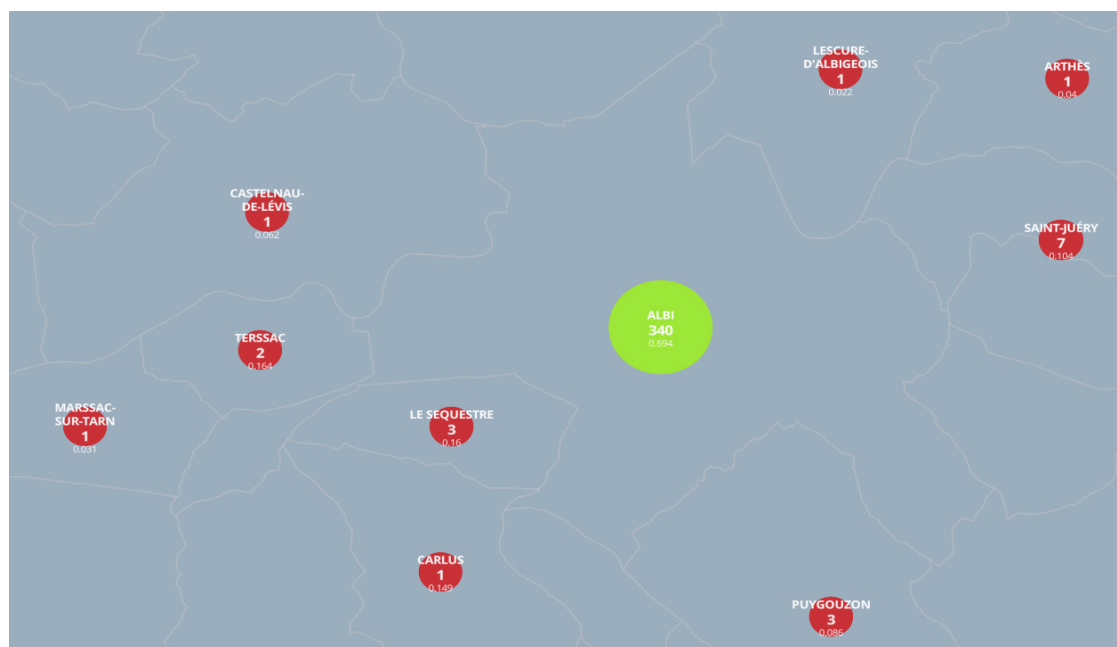 LESCURE-
D'ALBIGEOIS
1
0.022
ARTHÈS
1
0.04
CASTELNAU-
DE-LÉVIS
1
0.062
SAINT-JUÉRY
7
0.104
ALBI
340
0.694
TERSSAC
2
0.164
MARSSAC-
SUR-TARN
1
0.031
LE SEQUESTRE
3
0.16
CARLUS
1
0.149
PUYGOUZON
3
0.086